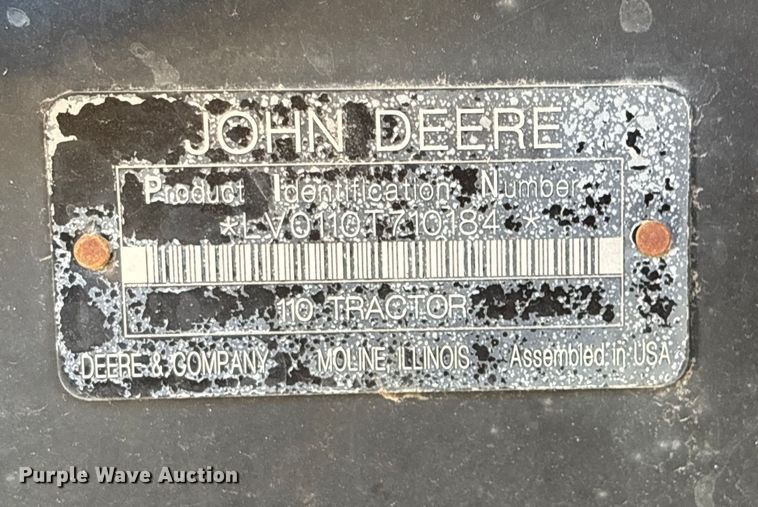 JOHN DEERE
Product Identification Number
*LV0110T710184 *
110 TRACTOR
DEERE & COMPANY MOLINE, ILLINOIS Assembled in USA
Purple Wave Auction